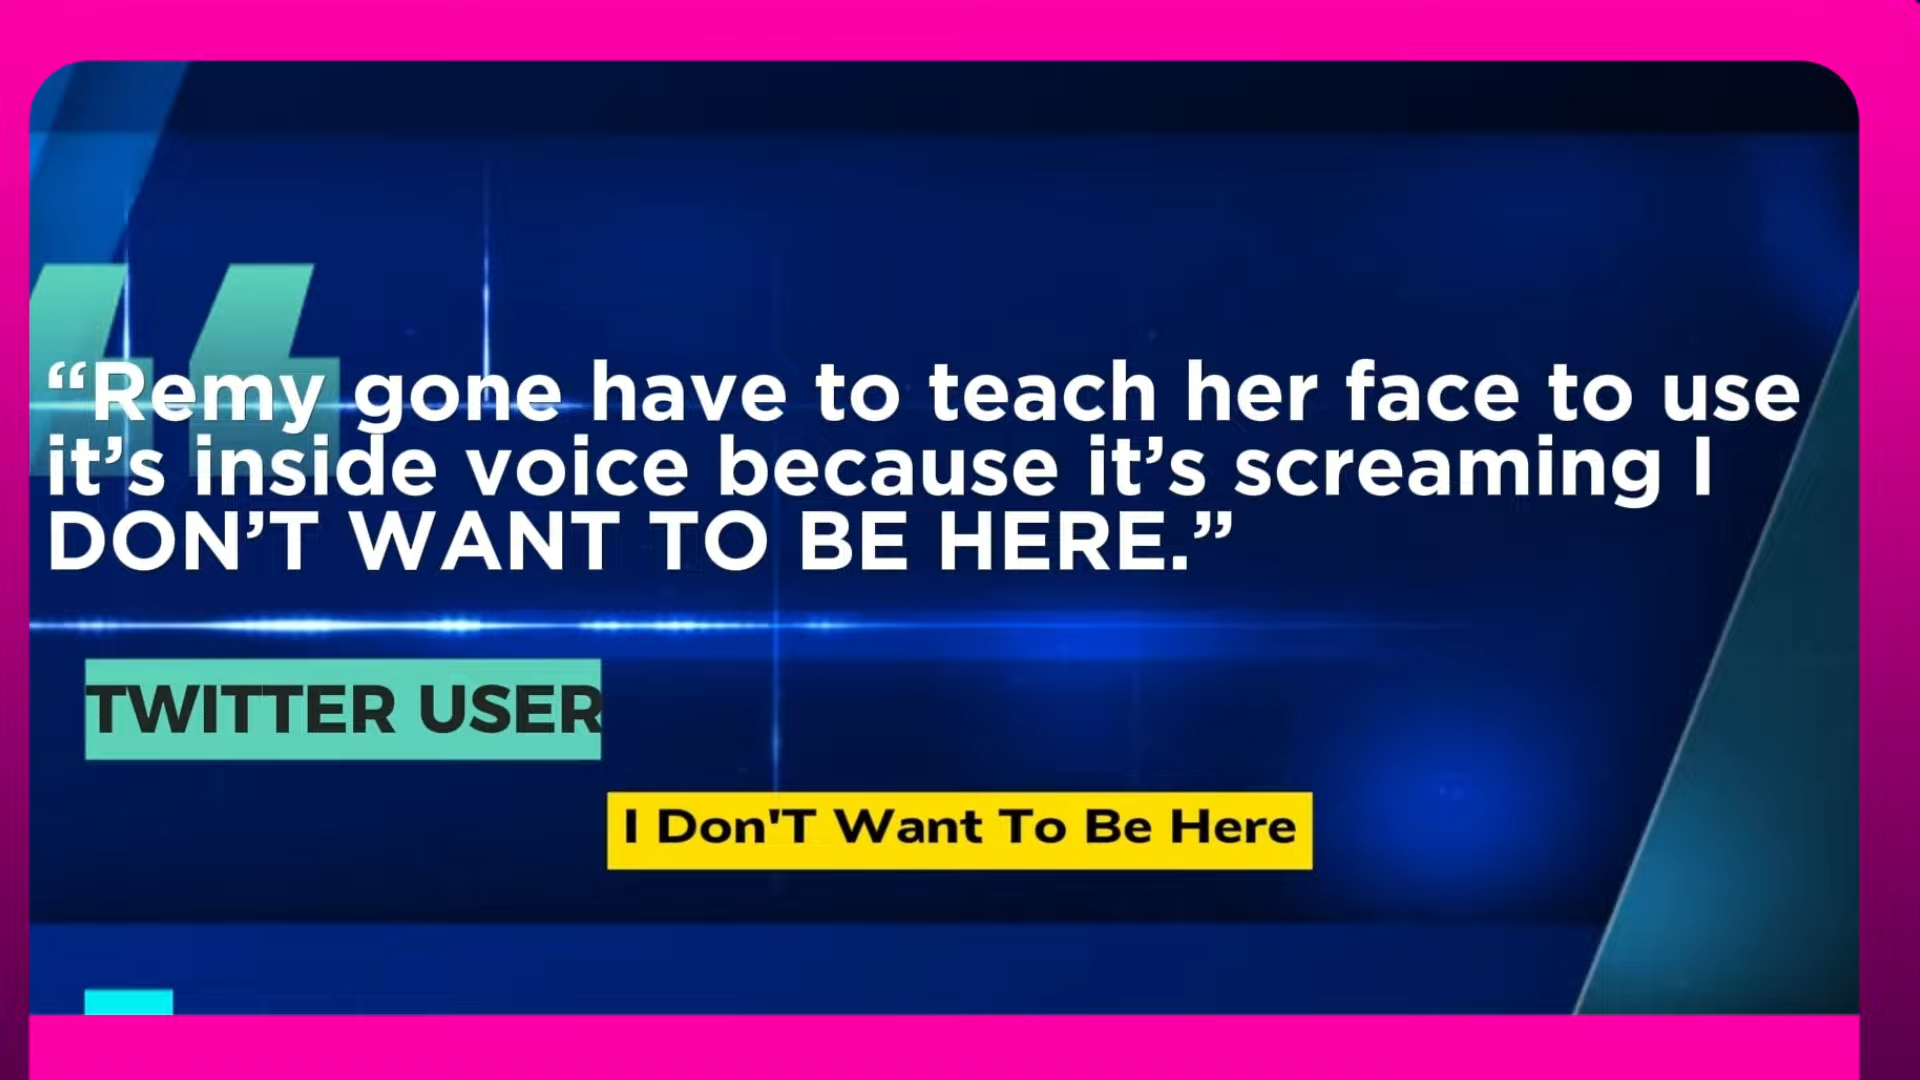 “Remy gone have to teach her face to use
it’s inside voice because it’s screaming I
DON’T WANT TO BE HERE.”
TWITTER USER
I Don'T Want To Be Here